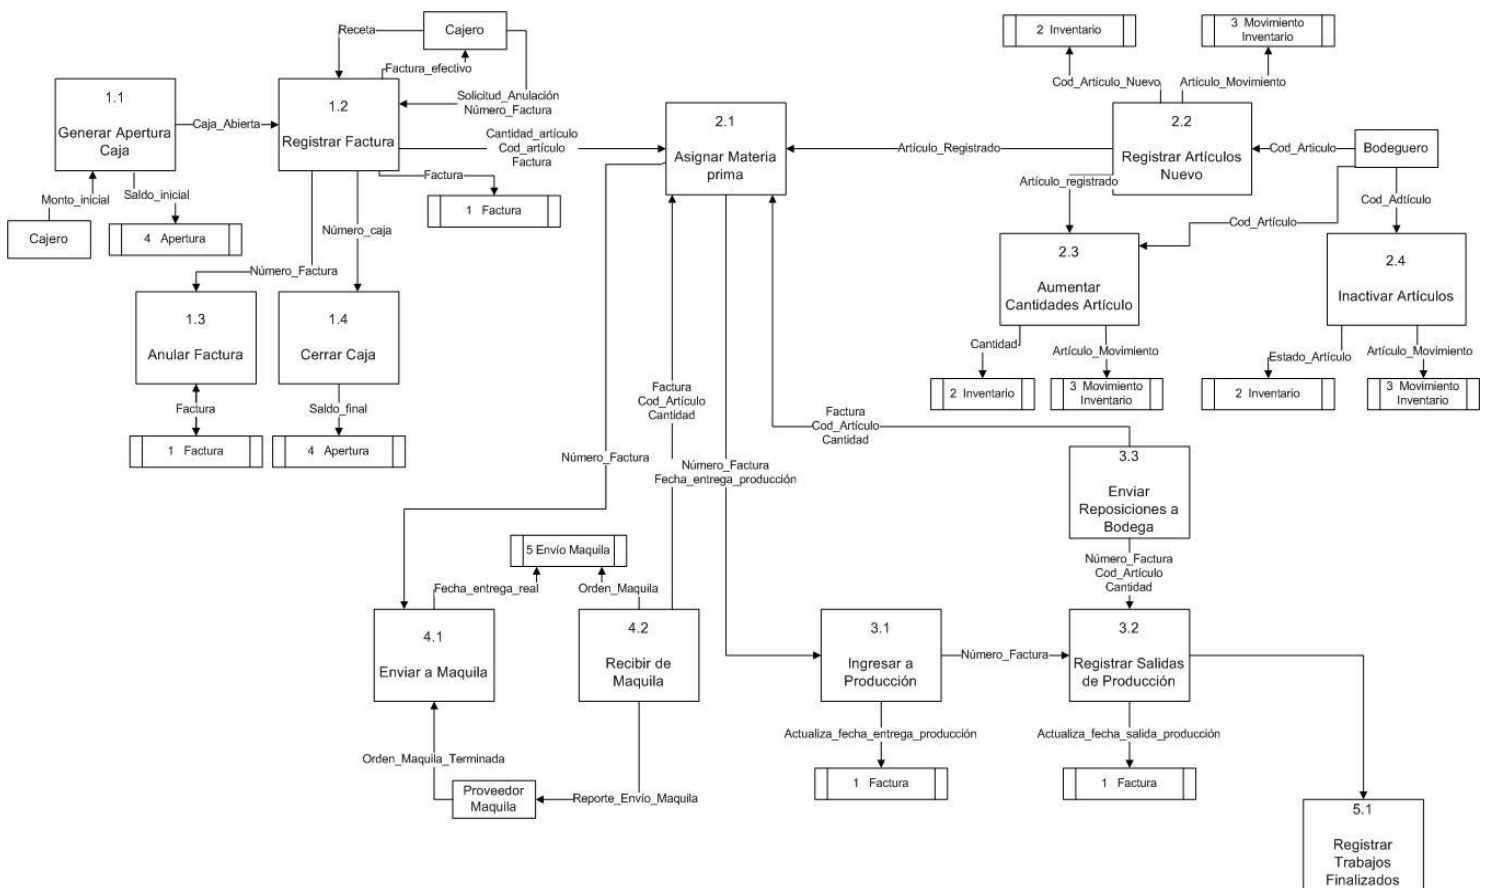 Receta
Cajero
Factura_efectivo
Solicitud_Anulación
Número_Factura
1.1
Generar Apertura
Caja
Caja_Abierta
1.2
Registrar Factura
Cantidad_artículo
Cod_artículo
Factura
Factura
1 Factura
Monto_inicial
Saldo_inicial
Cajero
4 Apertura
Número_caja
Número_Factura
1.3
Anular Factura
1.4
Cerrar Caja
Factura
Saldo_final
1 Factura
4 Apertura
2 Inventario
3 Movimiento
Inventario
Cod_Artículo_Nuevo
Artículo_Movimiento
2.1
Asignar Materia
prima
Artículo_Registrado
2.2
Registrar Artículos
Nuevo
Cod_Articulo
Bodeguero
Artículo_registrado
Cod_Adtículo
Cod_Artículo
2.3
Aumentar
Cantidades Artículo
2.4
Inactivar Artículos
Cantidad
Artículo_Movimiento
Estado_Artículo
Artículo_Movimiento
2 Inventario
3 Movimiento
Inventario
2 Inventario
3 Movimiento
Inventario
Factura
Cod_Artículo
Cantidad
Factura
Cod_Artículo
Cantidad
Número_Factura
Número_Factura
Fecha_entrega_producción
3.3
Enviar
Reposiciones a
Bodega
Número_Factura
Cod_Artículo
Cantidad
5 Envío Maquila
Fecha_entrega_real
Orden_Maquila
4.1
Enviar a Maquila
4.2
Recibir de
Maquila
3.1
Ingresar a
Producción
Número_Factura
3.2
Registrar Salidas
de Producción
Actualiza_fecha_entrega_producción
Actualiza_fecha_salida_producción
1 Factura
1 Factura
Orden_Maquila_Terminada
Proveedor
Maquila
Reporte_Envío_Maquila
5.1
Registrar
Trabajos
Finalizados